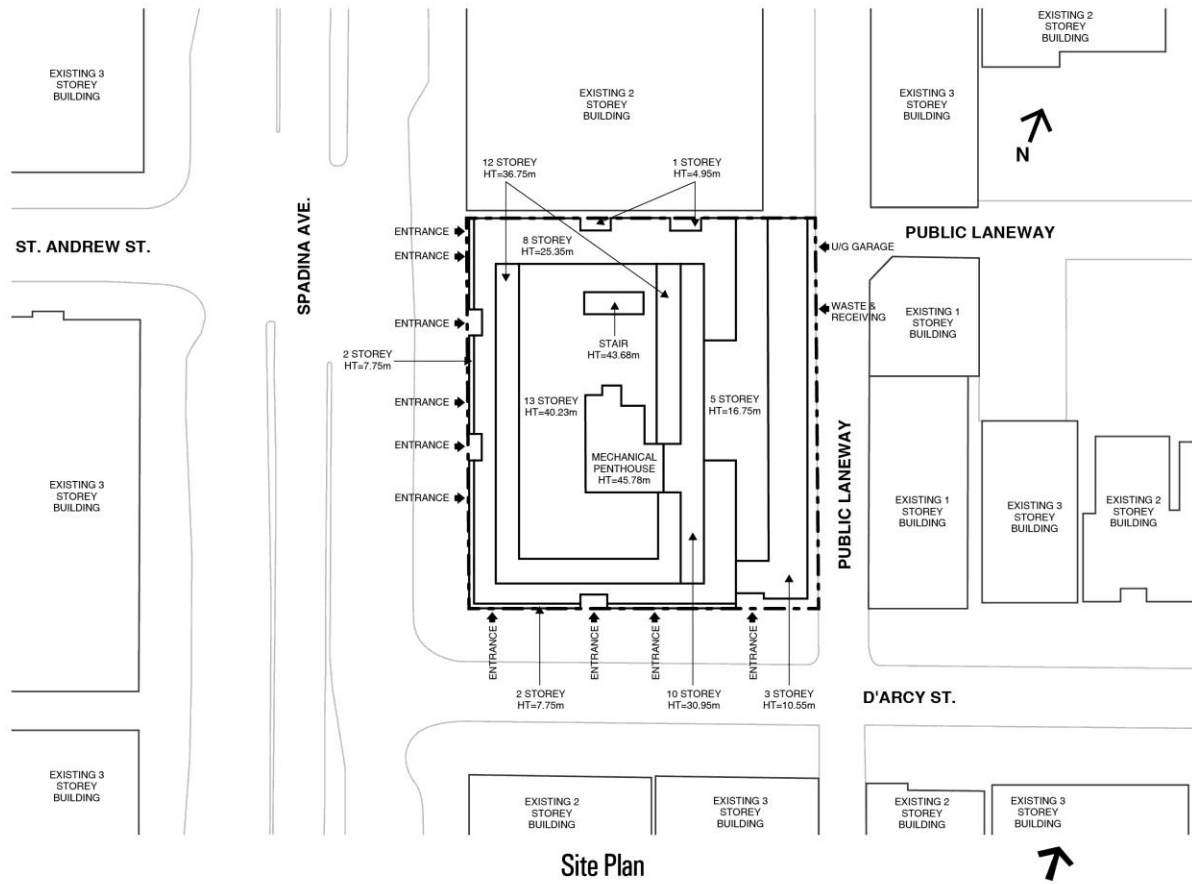 EXISTING 3
STOREY
BUILDING
EXISTING 2
STOREY
BUILDING
EXISTING 3
STOREY
BUILDING
EXISTING 2
STOREY
BUILDING
N
12 STOREY
HT=36.75m
1 STOREY
HT=4.95m
ST. ANDREW ST.
SPADINA AVE.
ENTRANCE
ENTRANCE
8 STOREY
HT=25.35m
U/G GARAGE
PUBLIC LANEWAY
ENTRANCE
WASTE &
RECEIVING
EXISTING 1
STOREY
BUILDING
STAIR
HT=43.68m
2 STOREY
HT=7.75m
ENTRANCE
13 STOREY
HT=40.23m
5 STOREY
HT=16.75m
ENTRANCE
MECHANICAL
PENTHOUSE
HT=45.78m
PUBLIC LANEWAY
ENTRANCE
EXISTING 3
STOREY
BUILDING
EXISTING 1
STOREY
BUILDING
EXISTING 3
STOREY
BUILDING
EXISTING 2
STOREY
BUILDING
ENTRANCE
ENTRANCE
ENTRANCE
ENTRANCE
2 STOREY
HT=7.75m
10 STOREY
HT=30.95m
3 STOREY
HT=10.55m
D'ARCY ST.
EXISTING 3
STOREY
BUILDING
EXISTING 2
STOREY
BUILDING
EXISTING 3
STOREY
BUILDING
EXISTING 2
STOREY
BUILDING
EXISTING 3
STOREY
BUILDING
Site Plan